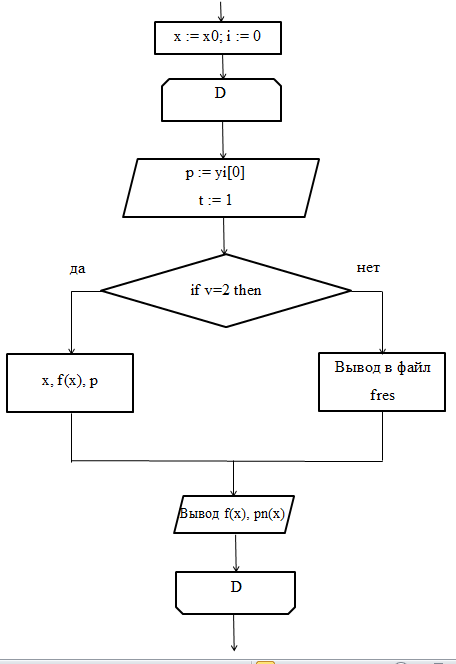 x := x0; i := 0
D
p := yi[0]
t := 1
да
нет
if v=2 then
x, f(x), p
Вывод в файл
fres
Вывод f(x), pn(x)
D